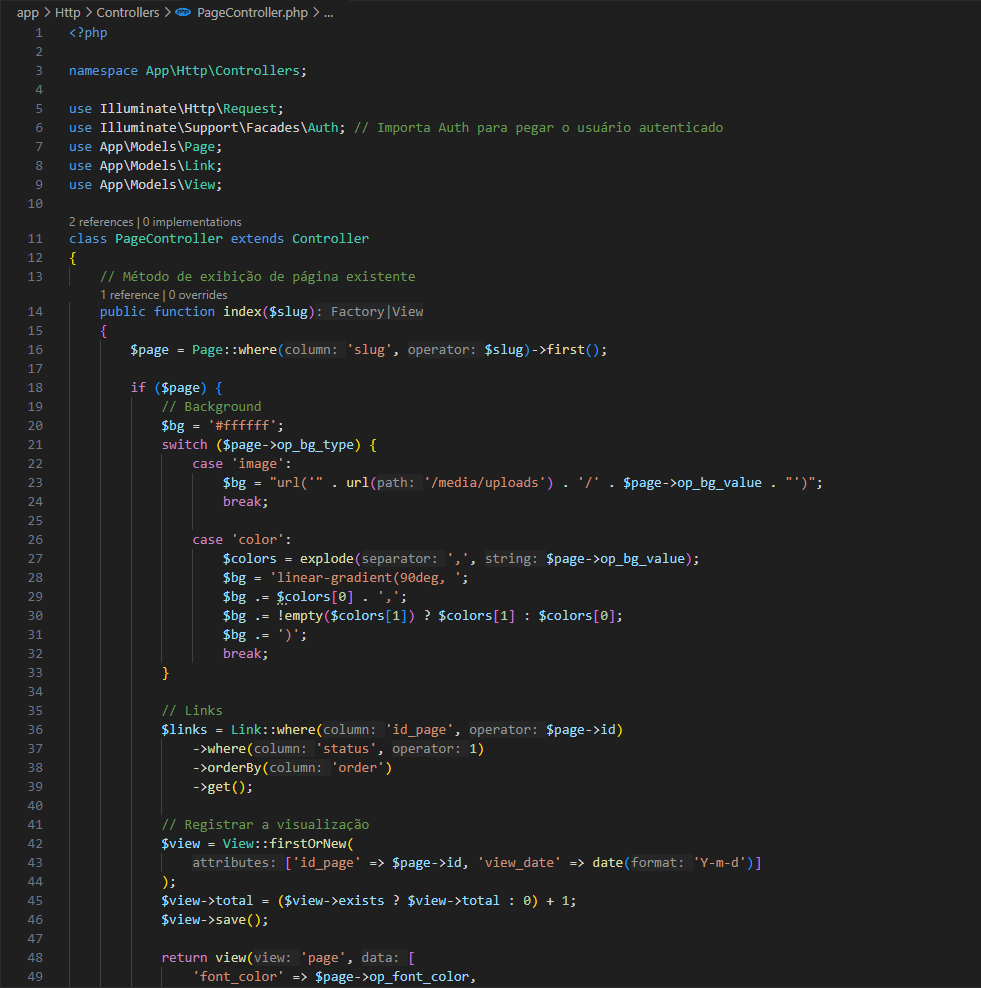 app > Http > Controllers > PageController.php > ...
1 <?php
2
3 namespace App\Http\Controllers;
4
5 use Illuminate\Http\Request;
6 use Illuminate\Support\Facades\Auth; // Importa Auth para pegar o usuário autenticado
7 use App\Models\Page;
8 use App\Models\Link;
9 use App\Models\View;
10
2 references | 0 implementations
11 class PageController extends Controller
12 {
13     // Método de exibição de página existente
1 reference | 0 overrides
14     public function index($slug): Factory|View
15     {
16         $page = Page::where(column: 'slug', operator: $slug)->first();
17
18         if ($page) {
19             // Background
20             $bg = '#ffffff';
21             switch ($page->op_bg_type) {
22                 case 'image':
23                     $bg = "url('" . url(path: '/media/uploads') . '/' . $page->op_bg_value . "')";
24                     break;
25
26                 case 'color':
27                     $colors = explode(separator: ',', string: $page->op_bg_value);
28                     $bg = 'linear-gradient(90deg, ';
29                     $bg .= $colors[0] . ',';
30                     $bg .= !empty($colors[1]) ? $colors[1] : $colors[0];
31                     $bg .= ')';
32                     break;
33             }
34
35             // Links
36             $links = Link::where(column: 'id_page', operator: $page->id)
37                 ->where(column: 'status', operator: 1)
38                 ->orderBy(column: 'order')
39                 ->get();
40
41             // Registrar a visualização
42             $view = View::firstOrNew(
43                 attributes: ['id_page' => $page->id, 'view_date' => date(format: 'Y-m-d')]
44             );
45             $view->total = ($view->exists ? $view->total : 0) + 1;
46             $view->save();
47
48             return view(view: 'page', data: [
49                 'font_color' => $page->op_font_color,